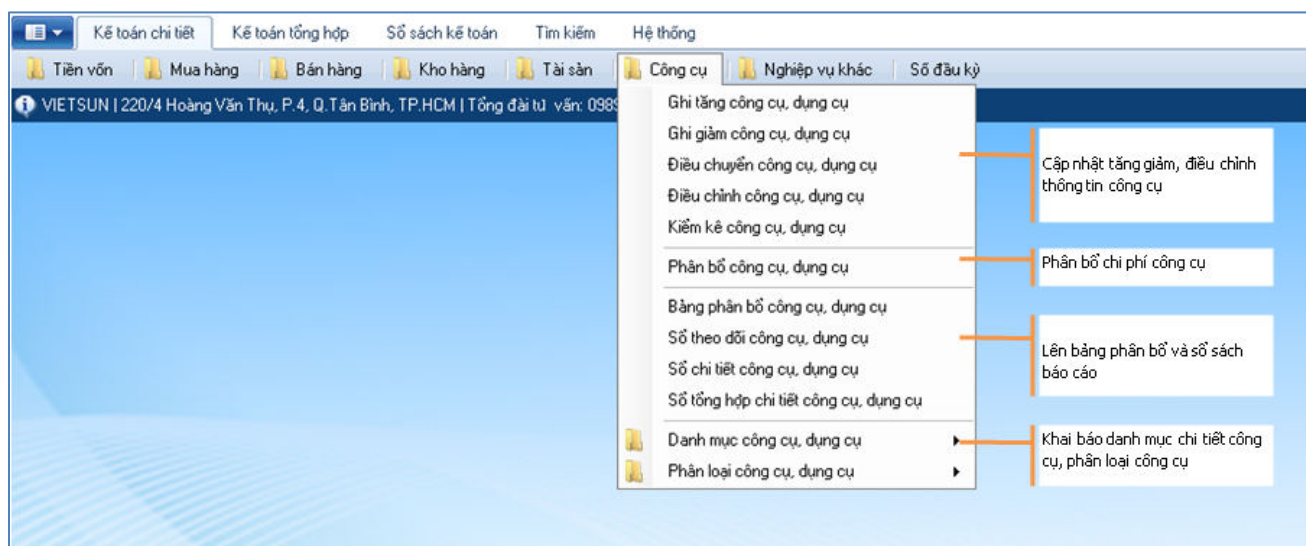 Kế toán chi tiết Kế toán tổng hợp Sổ sách kế toán Tìm kiếm Hệ thống
Tiền vốn Mua hàng Bán hàng Kho hàng Tài sản Công cụ Nghiệp vụ khác Số đầu kỳ
VIETSUN | 220/4 Hoàng Văn Thụ, P.4, Q.Tân Bình, TP.HCM | Tổng đài tư vấn: 098
Ghi tăng công cụ, dụng cụ
Ghi giảm công cụ, dụng cụ
Điều chuyển công cụ, dụng cụ
Điều chỉnh công cụ, dụng cụ
Kiểm kê công cụ, dụng cụ
Cập nhật tăng giảm, điều chỉnh
thông tin công cụ
Phân bổ công cụ, dụng cụ
Phân bổ chi phí công cụ
Bảng phân bổ công cụ, dụng cụ
Sổ theo dõi công cụ, dụng cụ
Sổ chi tiết công cụ, dụng cụ
Sổ tổng hợp chi tiết công cụ, dụng cụ
Lên bảng phân bổ và sổ sách
báo cáo
Danh mục công cụ, dụng cụ
Phân loại công cụ, dụng cụ
Khai báo danh mục chi tiết công
cụ, phân loại công cụ